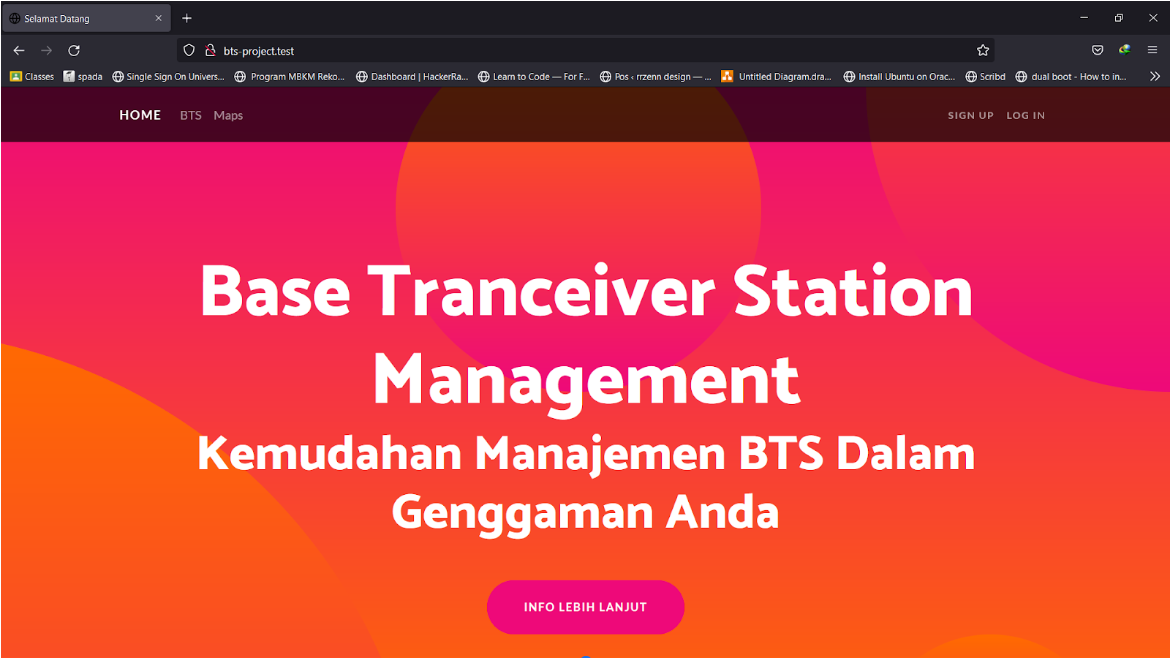 Selamat Datang
bts-project.test
Classes spada Single Sign On Univers... Program MBKM Reko... Dashboard | HackerRa... Learn to Code — For F... Pos ‹ rrzenn design — ... Untitled Diagram.dra... Install Ubuntu on Orac... Scribd dual boot - How to in...
HOME BTS Maps SIGN UP LOG IN
Base Tranceiver Station
Management
Kemudahan Manajemen BTS Dalam
Genggaman Anda
INFO LEBIH LANJUT